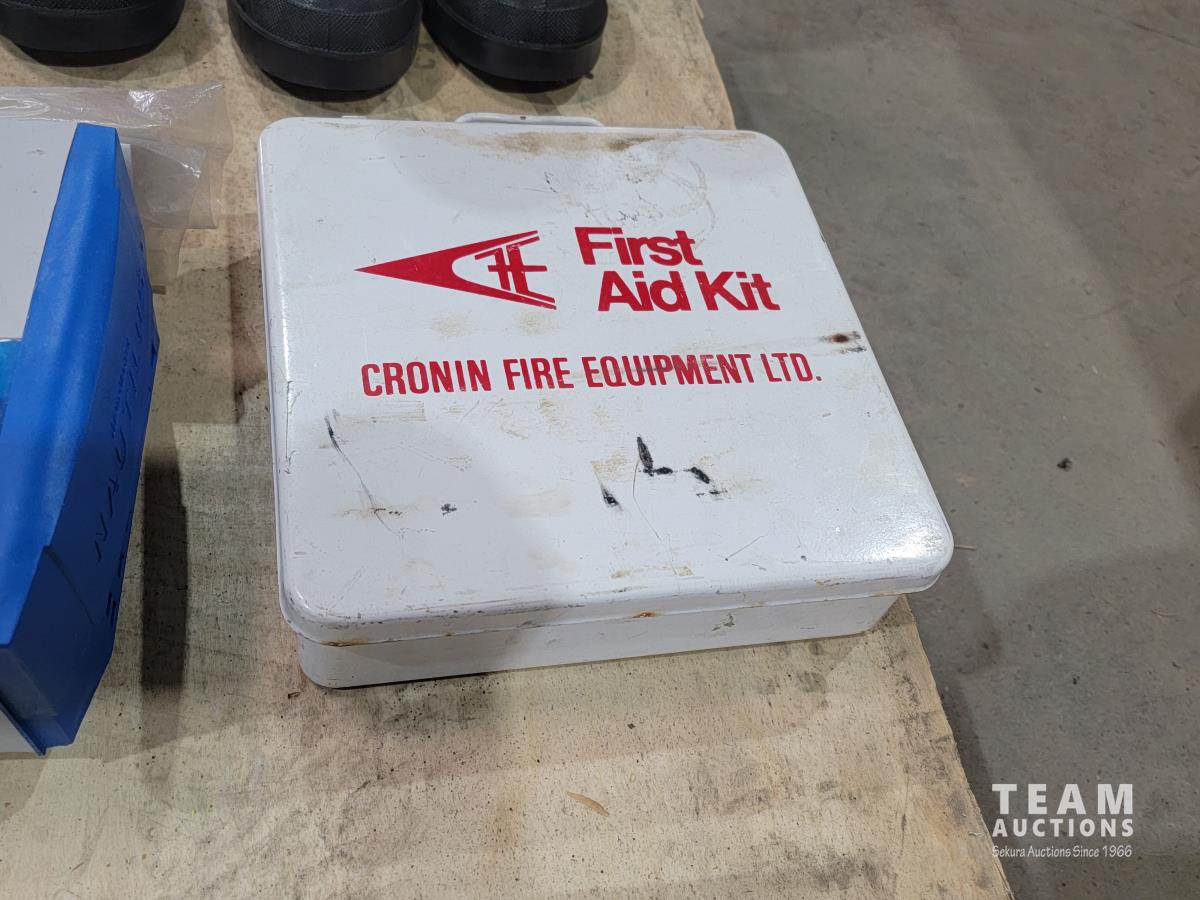 First
Aid Kit
CRONIN FIRE EQUIPMENT LTD.
TEAM
AUCTIONS
Sekura Auctions Since 1966